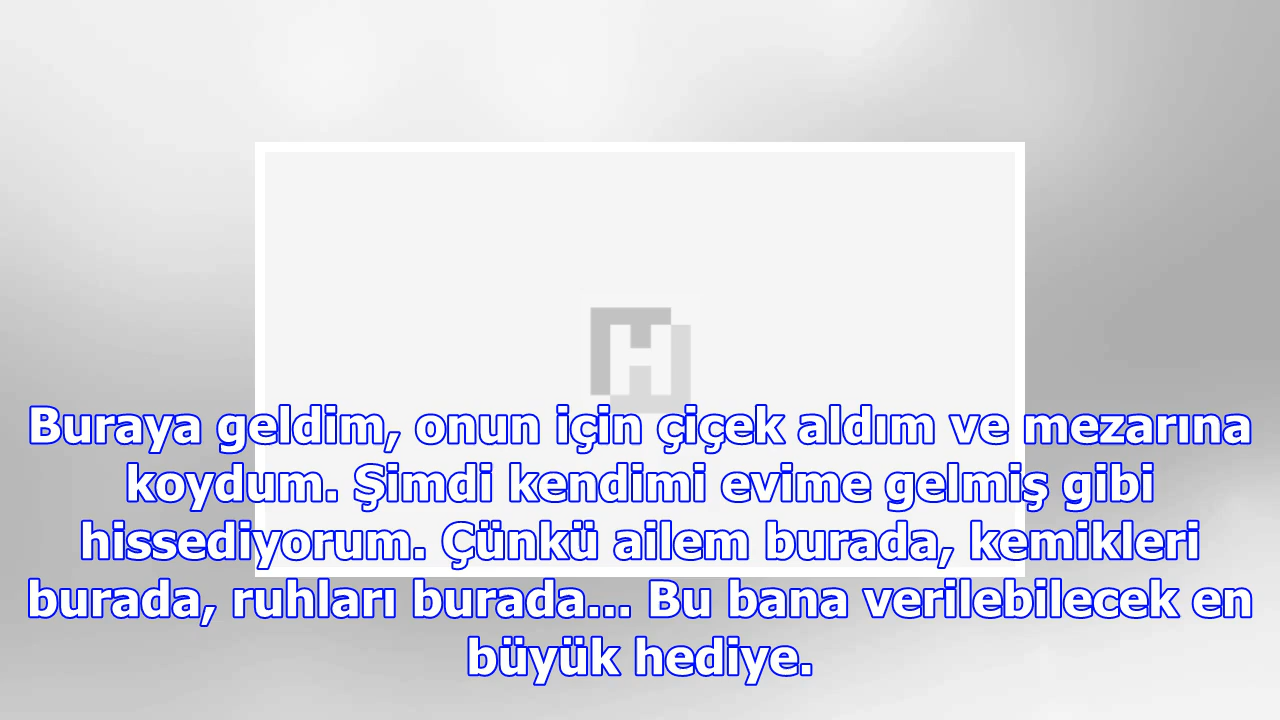 H
Buraya geldim, onun için çiçek aldım ve mezarına
koydum. Şimdi kendimi evime gelmiş gibi
hissediyorum. Çünkü ailem burada, kemikleri
burada, ruhları burada... Bu bana verilebilecek en
büyük hediye.